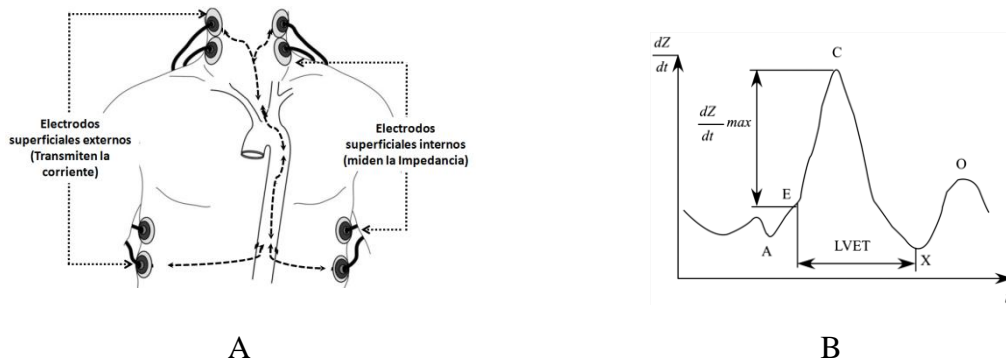 Electrodos
superficiales externos
(Transmiten la
corriente)
Electrodos
superficiales internos
(miden la Impedancia)
A
dZ
dt
dZ
dt
max
C
E
A
LVET
X
O
B